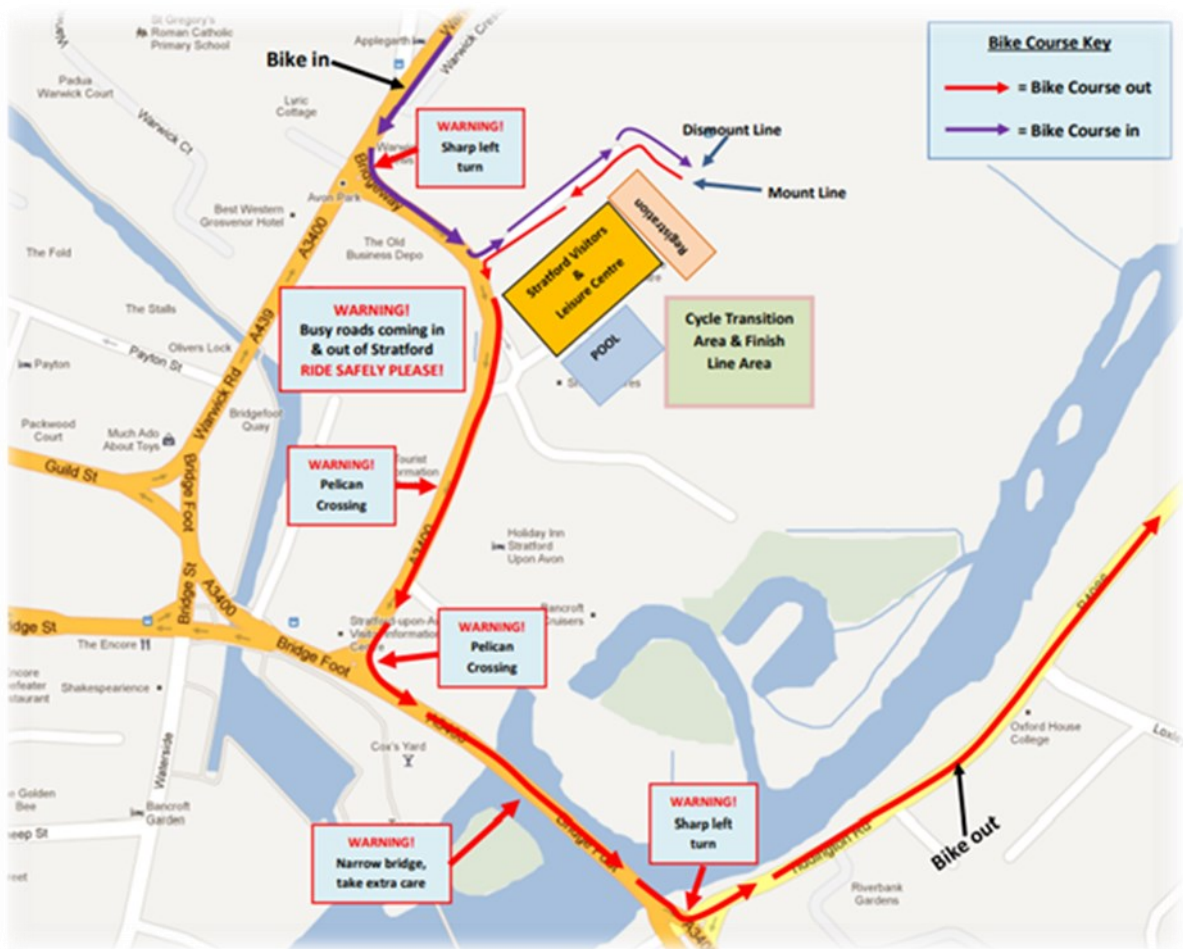 St Gregory's
Roman Catholic
Primary School
Applegarth
Warwick Cres
Bike in
Padua
Warwick Court
Lyric
Cottage
Warwick Ct
WARNING!
Sharp left
turn
Dismount Line
Mount Line
Bike Course Key
= Bike Course out
= Bike Course in
Bridgeway
Avon Park
Best Western
Grosvenor Hotel
A3400
The Old
Business Depo
The Fold
Registration
Stratford Visitors
&
Leisure Centre
POOL
Cycle Transition
Area & Finish
Line Area
WARNING!
Busy roads coming in
& out of Stratford
RIDE SAFELY PLEASE!
The Stalls
Olivers Lock
A439
Payton St
Payton
Warwick Rd
Bridgefoot
Quay
Packwood
Court
Much Ado
About Toys
Guild St
Bridge Foot
WARNING!
Pelican
Crossing
Tourist
A3400
Holiday Inn
Stratford
Upon Avon
Bancroft
Cruisers
A3400
Bridge St
The Encore
Bridge Foot
WARNING!
Pelican
Crossing
Shakespearience
Waterside
Cox's Yard
Bancroft
Garden
WARNING!
Narrow bridge,
take extra care
WARNING!
Sharp left
turn
Oxford House
College
Bike out
Riverbank
Gardens